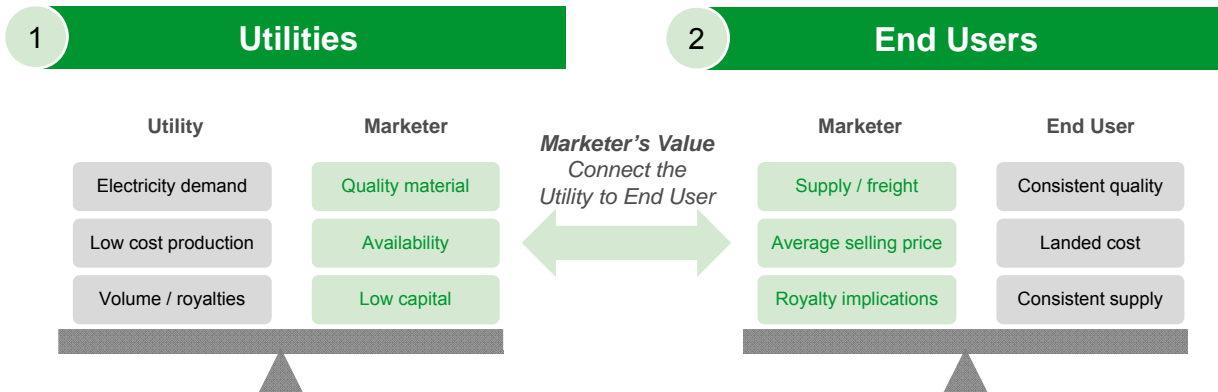 1
Utilities
Utility
Marketer
Electricity demand
Quality material
Low cost production
Availability
Volume / royalties
Low capital
Marketer's Value
Connect the
Utility to End User
2
End Users
Marketer
End User
Supply / freight
Consistent quality
Average selling price
Landed cost
Royalty implications
Consistent supply